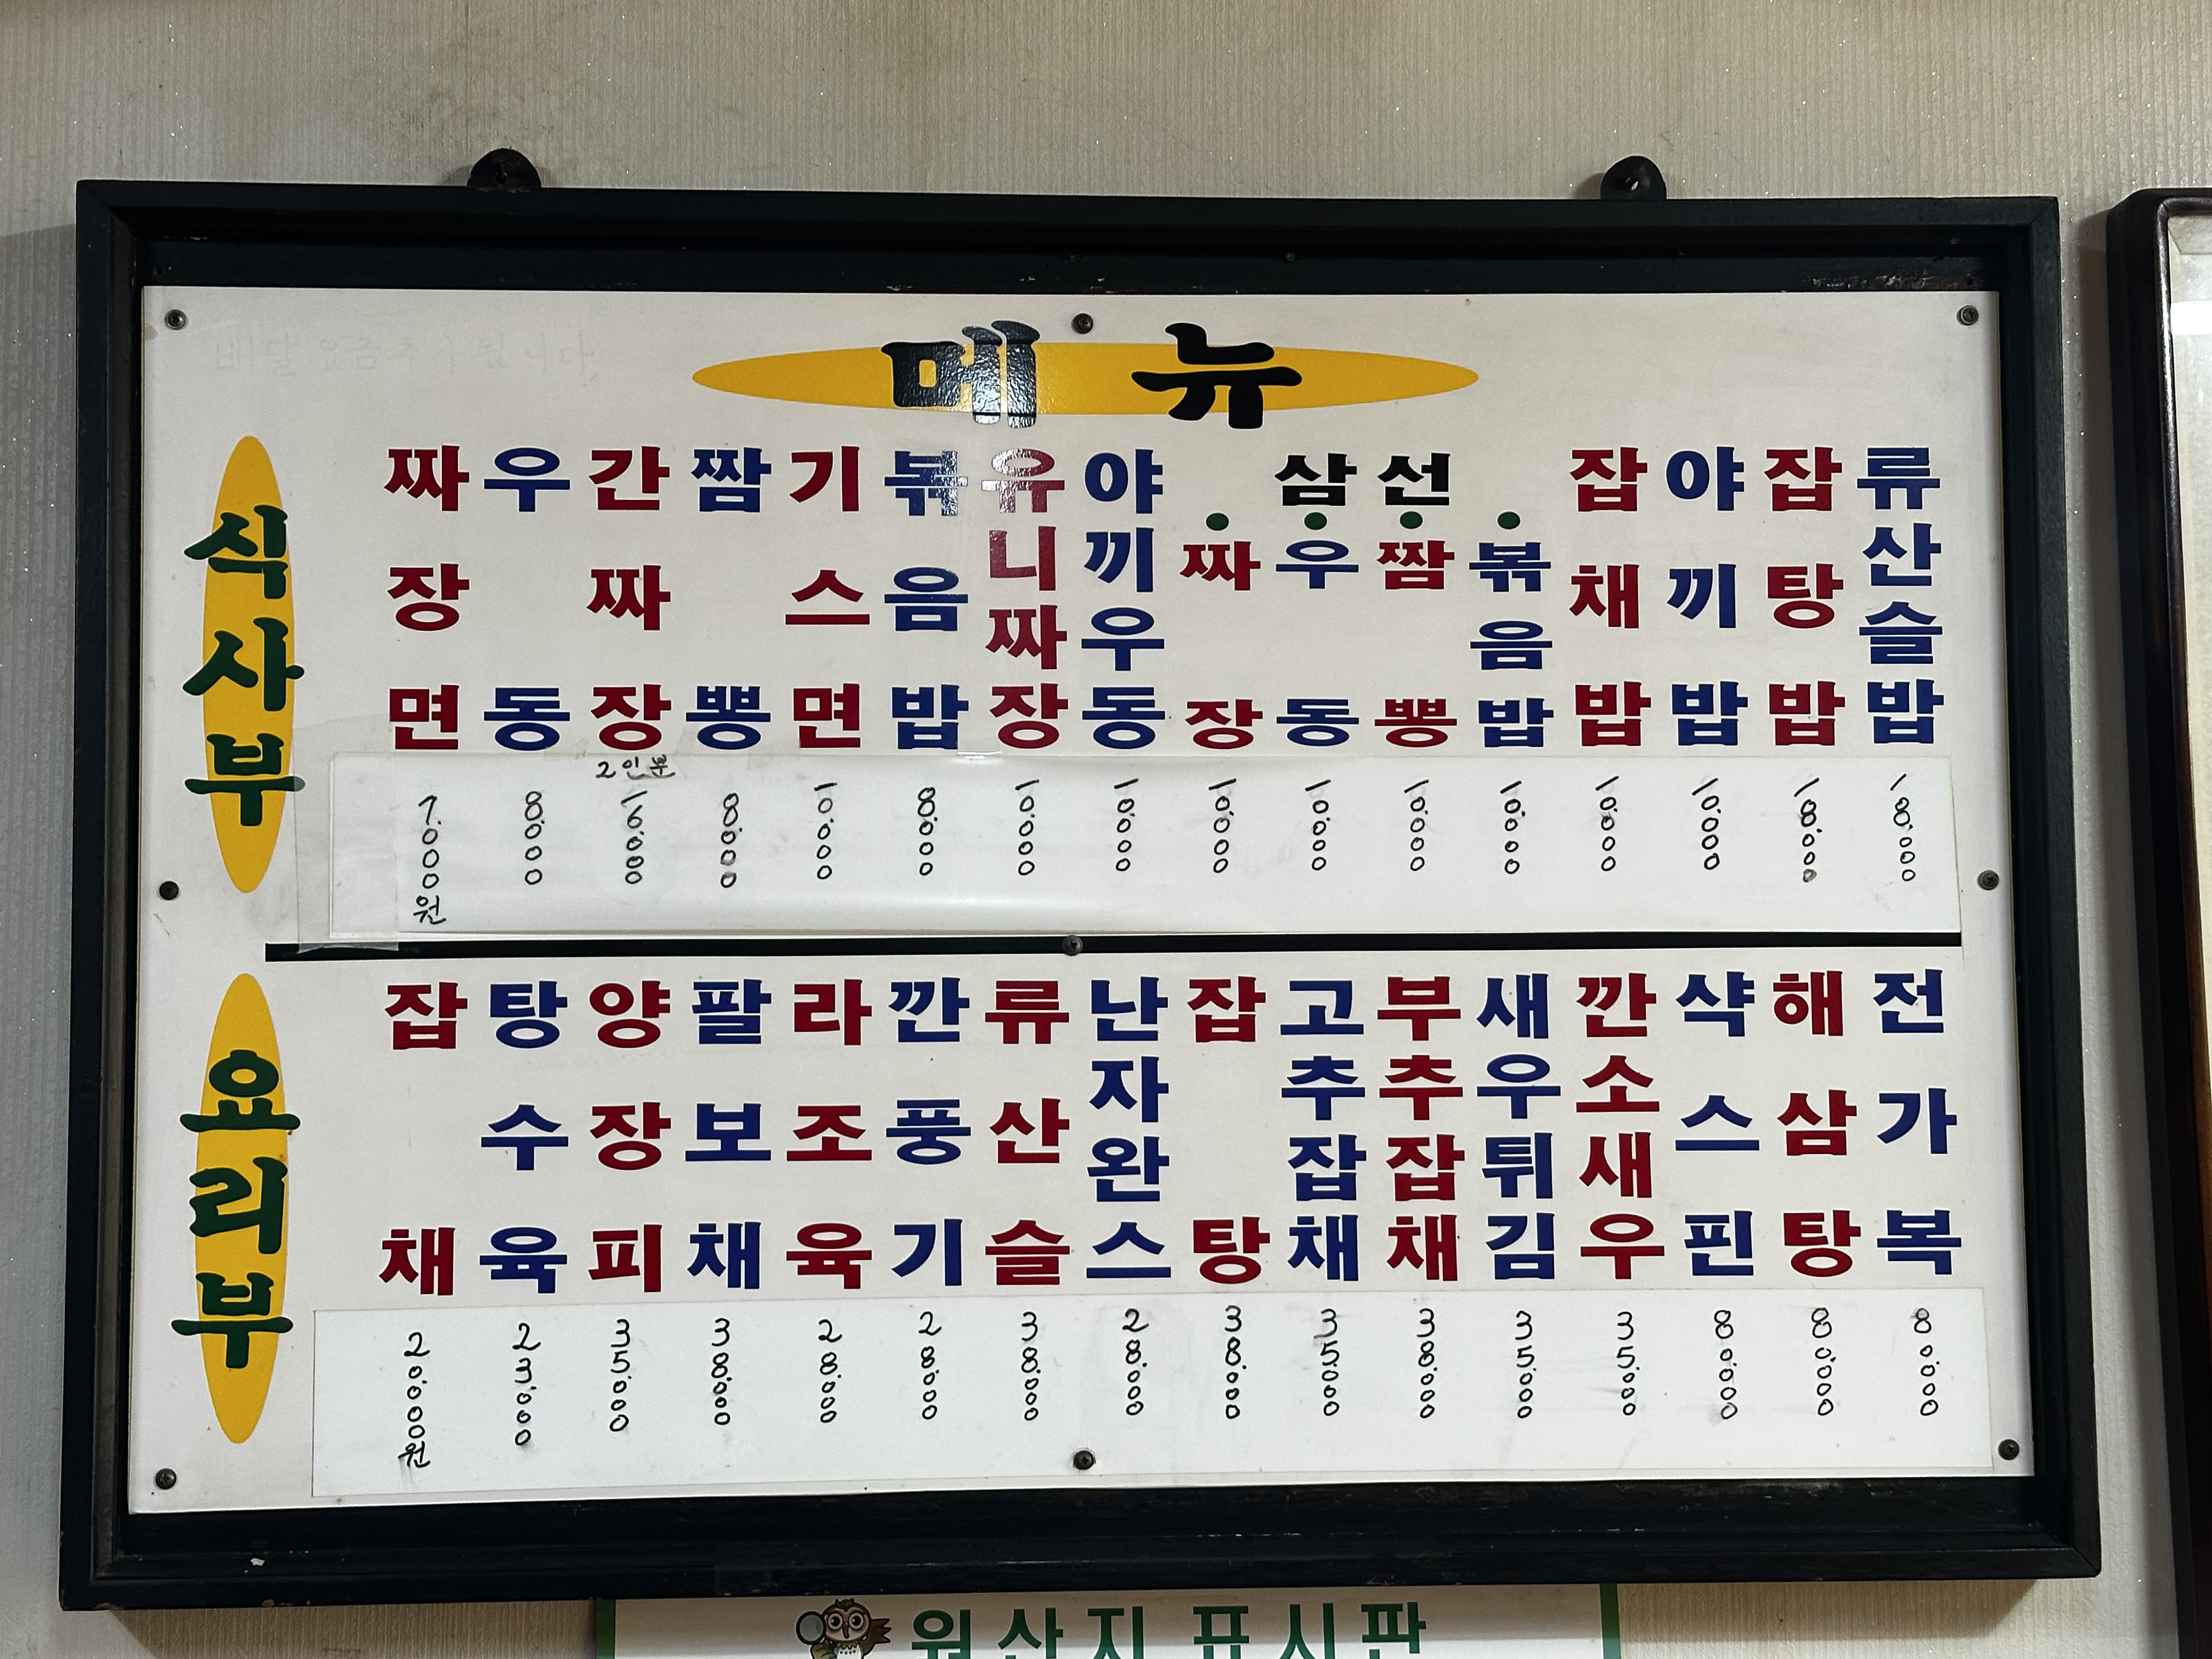 메뉴
식사부
짜장면 7.000원
우동 8.000
간짜장 2인분 16.000
짬뽕 8.000
기스면 10.000
볶음밥 8.000
유니짜장 10.000
야끼우동 10.000
삼선
짜장 10.000
우동 10.000
짬뽕 10.000
볶음밥 10.000
잡채밥 10.000
야끼밥 10.000
잡탕밥 18.000
류산슬밥 18.000
요리부
잡채 20.000원
탕수육 23.000
양장피 35.000
팔보채 38.000
라조육 28.000
깐풍기 28.000
류산슬 38.000
난자완스 28.000
잡탕 38.000
고추잡채 35.000
부추잡채 38.000
새우튀김 35.000
깐소새우 35.000
샥스핀 80.000
해삼탕 80.000
전가복 80.000
원산지 표시판